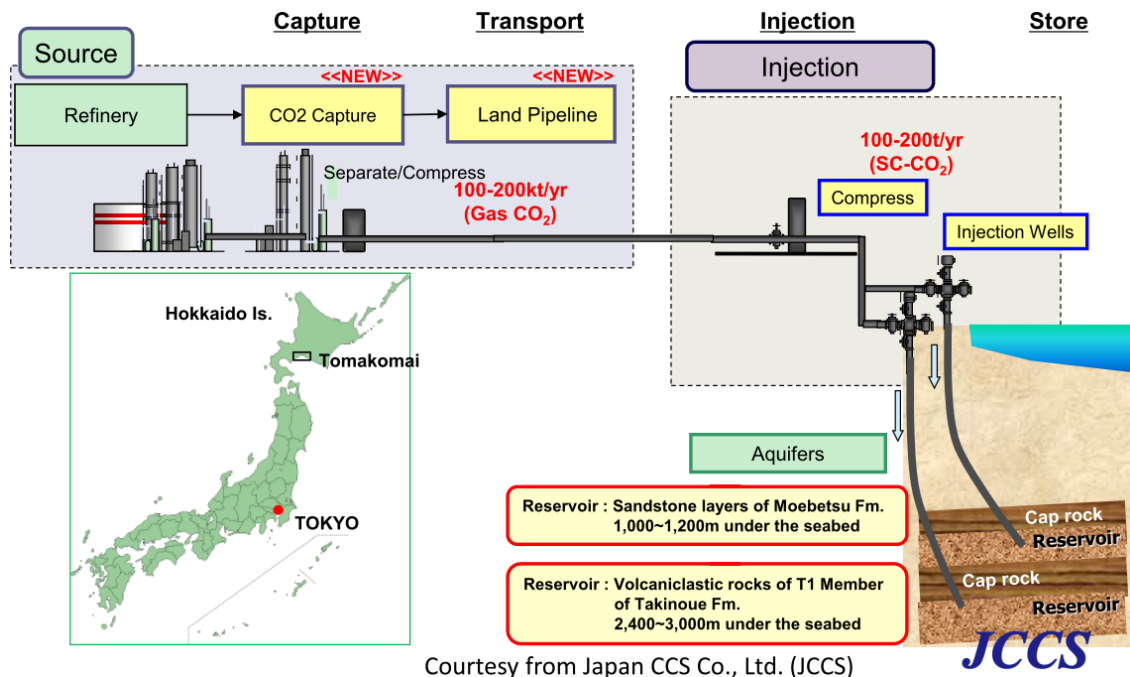 Capture
Transport
Injection
Store
Source
<<NEW>>
<<NEW>>
Injection
Refinery
CO2 Capture
Land Pipeline
Separate/Compress
100-200kt/yr
(Gas CO₂)
100-200t/yr
(SC-CO₂)
Compress
Injection Wells
Hokkaido Is.
Tomakomai
TOKYO
Aquifers
Reservoir : Sandstone layers of Moebetsu Fm.
1,000~1,200m under the seabed
Reservoir : Volcaniclastic rocks of T1 Member
of Takinoue Fm.
2,400~3,000m under the seabed
Cap rock
Reservoir
Cap rock
Reservoir
JCCS
Courtesy from Japan CCS Co., Ltd. (JCCS)